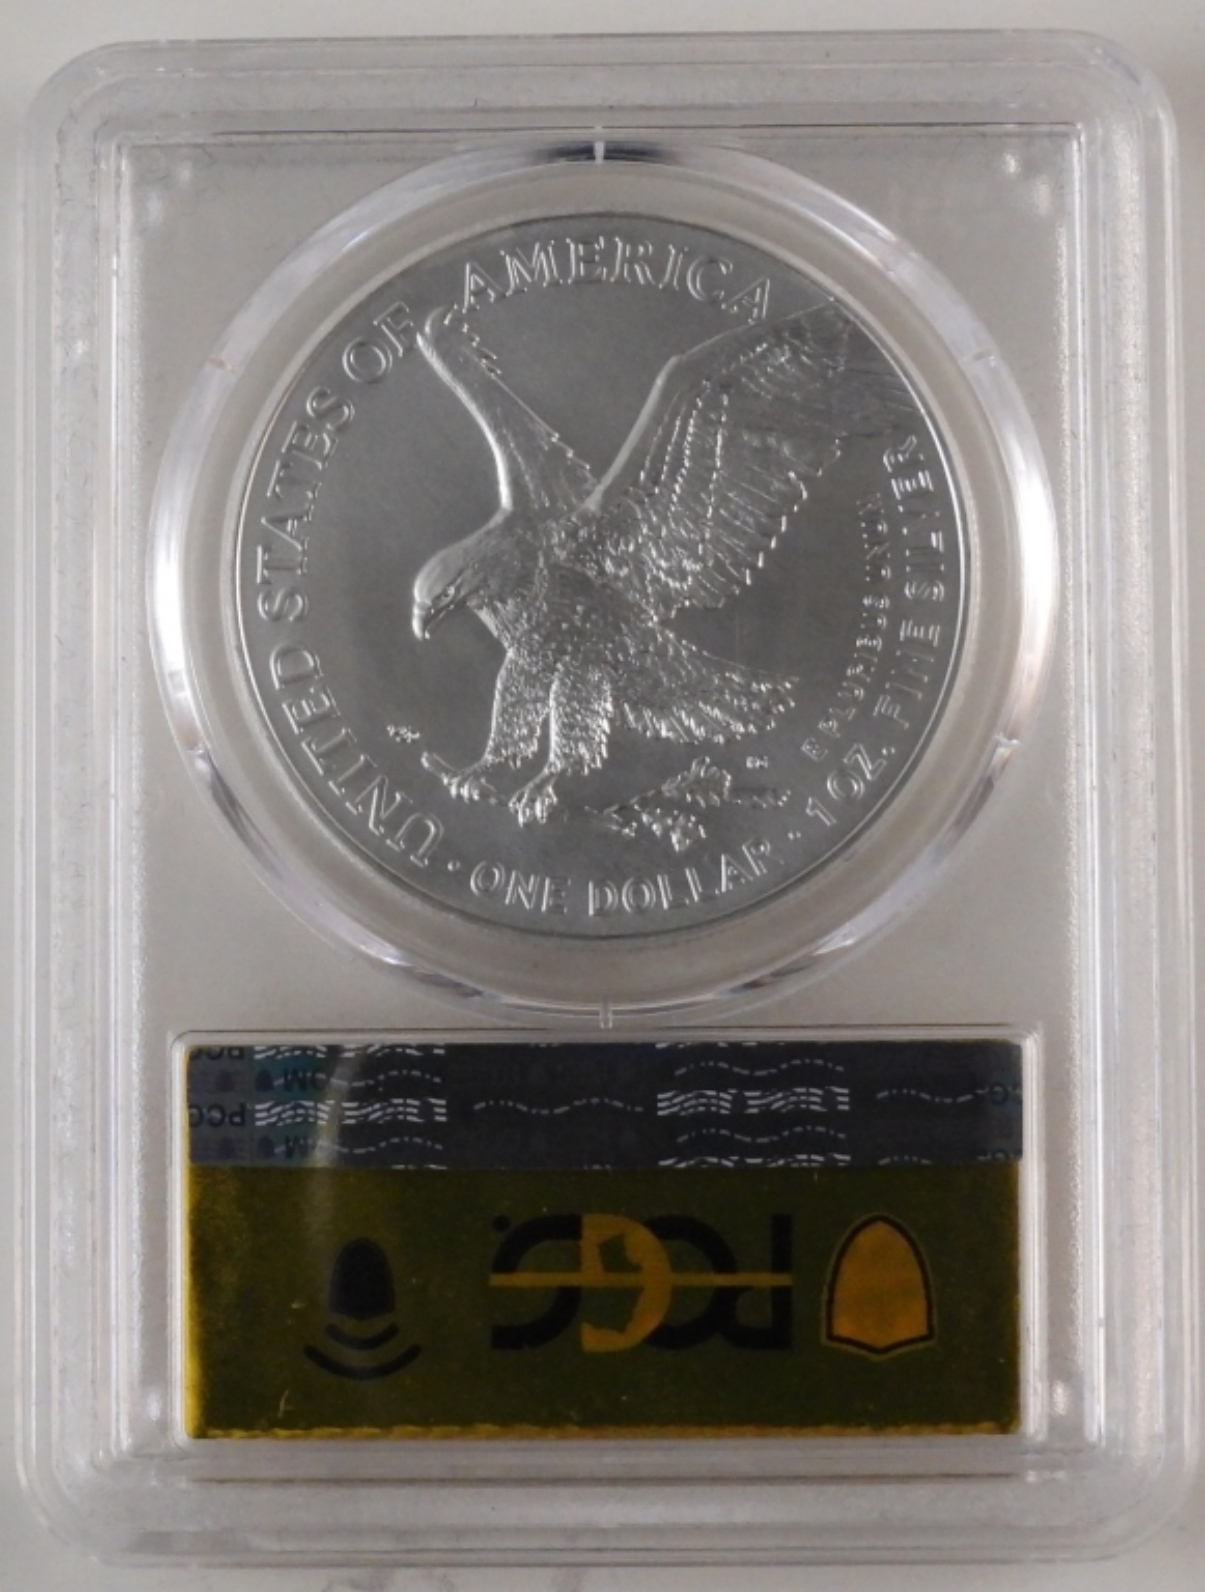 UNITED STATES OF AMERICA
E PLURIBUS UNUM
· ONE DOLLAR · 1 OZ. FINE SILVER
PCGS